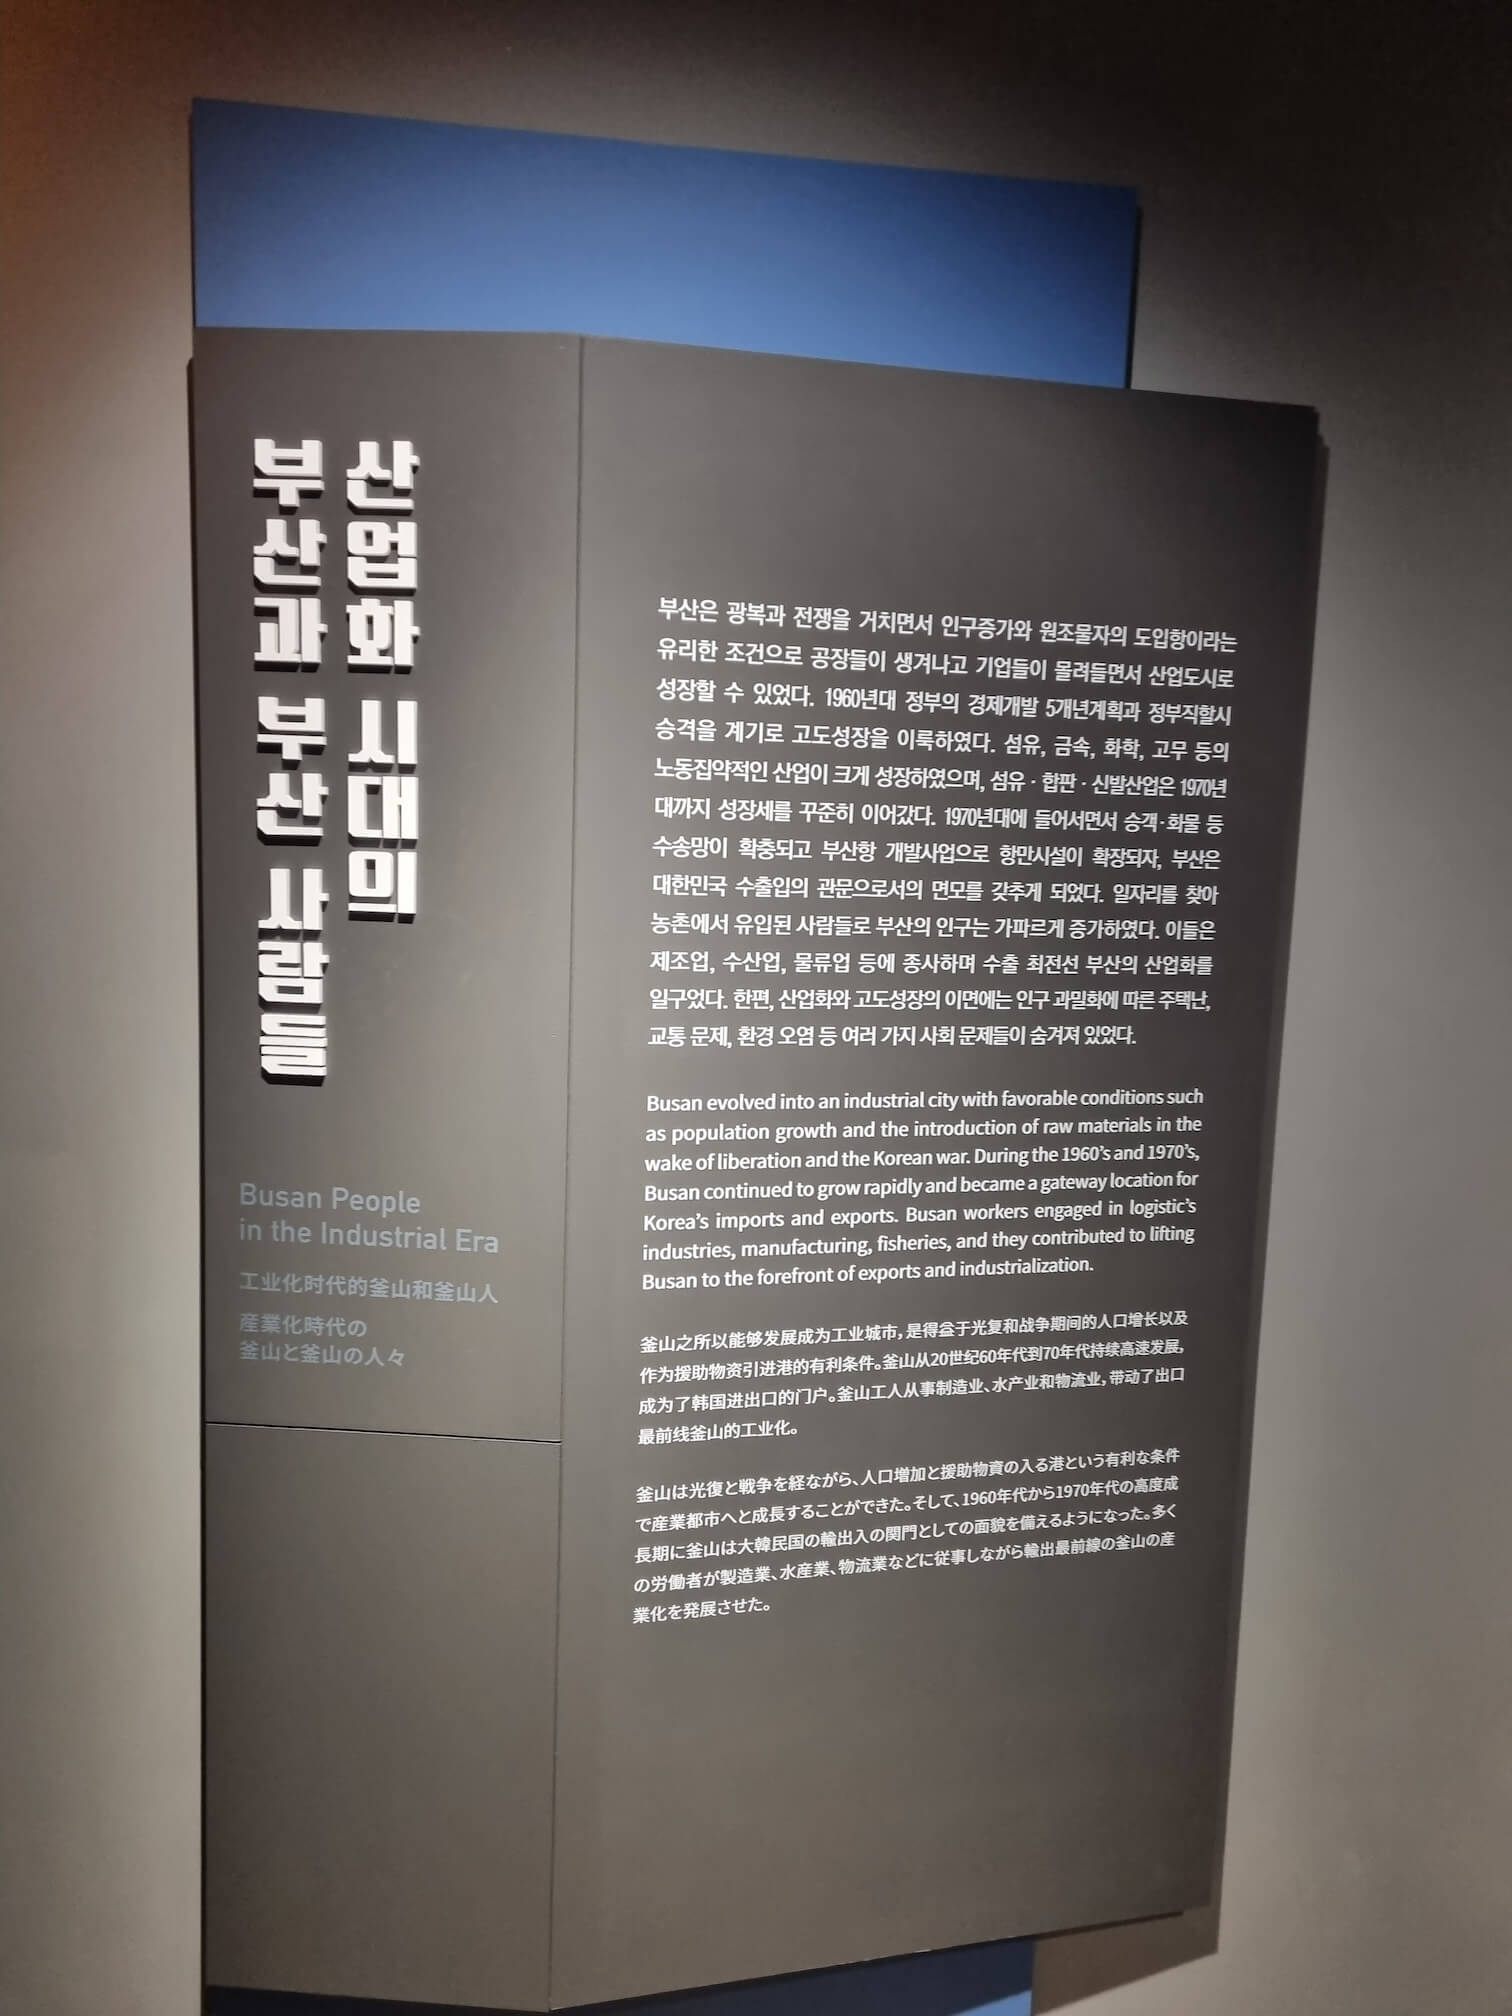 산업화 시대의
부산과 부산 사람들
Busan People
in the Industrial Era
工业化时代的釜山和釜山人
産業化時代の
釜山と釜山の人々
부산은 광복과 전쟁을 거치면서 인구증가와 원조물자의 도입항이라는
유리한 조건으로 공장들이 생겨나고 기업들이 몰려들면서 산업도시로
성장할 수 있었다. 1960년대 정부의 경제개발 5개년계획과 정부직할시
승격을 계기로 고도성장을 이룩하였다. 섬유, 금속, 화학, 고무 등의
노동집약적인 산업이 크게 성장하였으며, 섬유 · 합판 · 신발산업은 1970년
대까지 성장세를 꾸준히 이어갔다. 1970년대에 들어서면서 승객·화물 등
수송망이 확충되고 부산항 개발사업으로 항만시설이 확장되자, 부산은
대한민국 수출입의 관문으로서의 면모를 갖추게 되었다. 일자리를 찾아
농촌에서 유입된 사람들로 부산의 인구는 가파르게 증가하였다. 이들은
제조업, 수산업, 물류업 등에 종사하며 수출 최전선 부산의 산업화를
일구었다. 한편, 산업화와 고도성장의 이면에는 인구 과밀화에 따른 주택난,
교통 문제, 환경 오염 등 여러 가지 사회 문제들이 숨겨져 있었다.
Busan evolved into an industrial city with favorable conditions such
as population growth and the introduction of raw materials in the
wake of liberation and the Korean war. During the 1960's and 1970's,
Busan continued to grow rapidly and became a gateway location for
Korea's imports and exports. Busan workers engaged in logistic's
industries, manufacturing, fisheries, and they contributed to lifting
Busan to the forefront of exports and industrialization.
釜山之所以能够发展成为工业城市，是得益于光复和战争期间的人口增长以及
作为援助物资引进港的有利条件。釜山从20世纪60年代到70年代持续高速发展，
成为了韩国进出口的门户。釜山工人从事制造业、水产业和物流业，带动了出口
最前线釜山的工业化。
釜山は光復と戦争を経ながら、人口増加と援助物資の入る港という有利な条件
で産業都市へと成長することができた。そして、1960年代から1970年代の高度成
長期に釜山は大韓民国の輸出入の関門としての面貌を備えるようになった。多く
の労働者が製造業、水産業、物流業などに従事しながら輸出最前線の釜山の産
業化を発展させた。